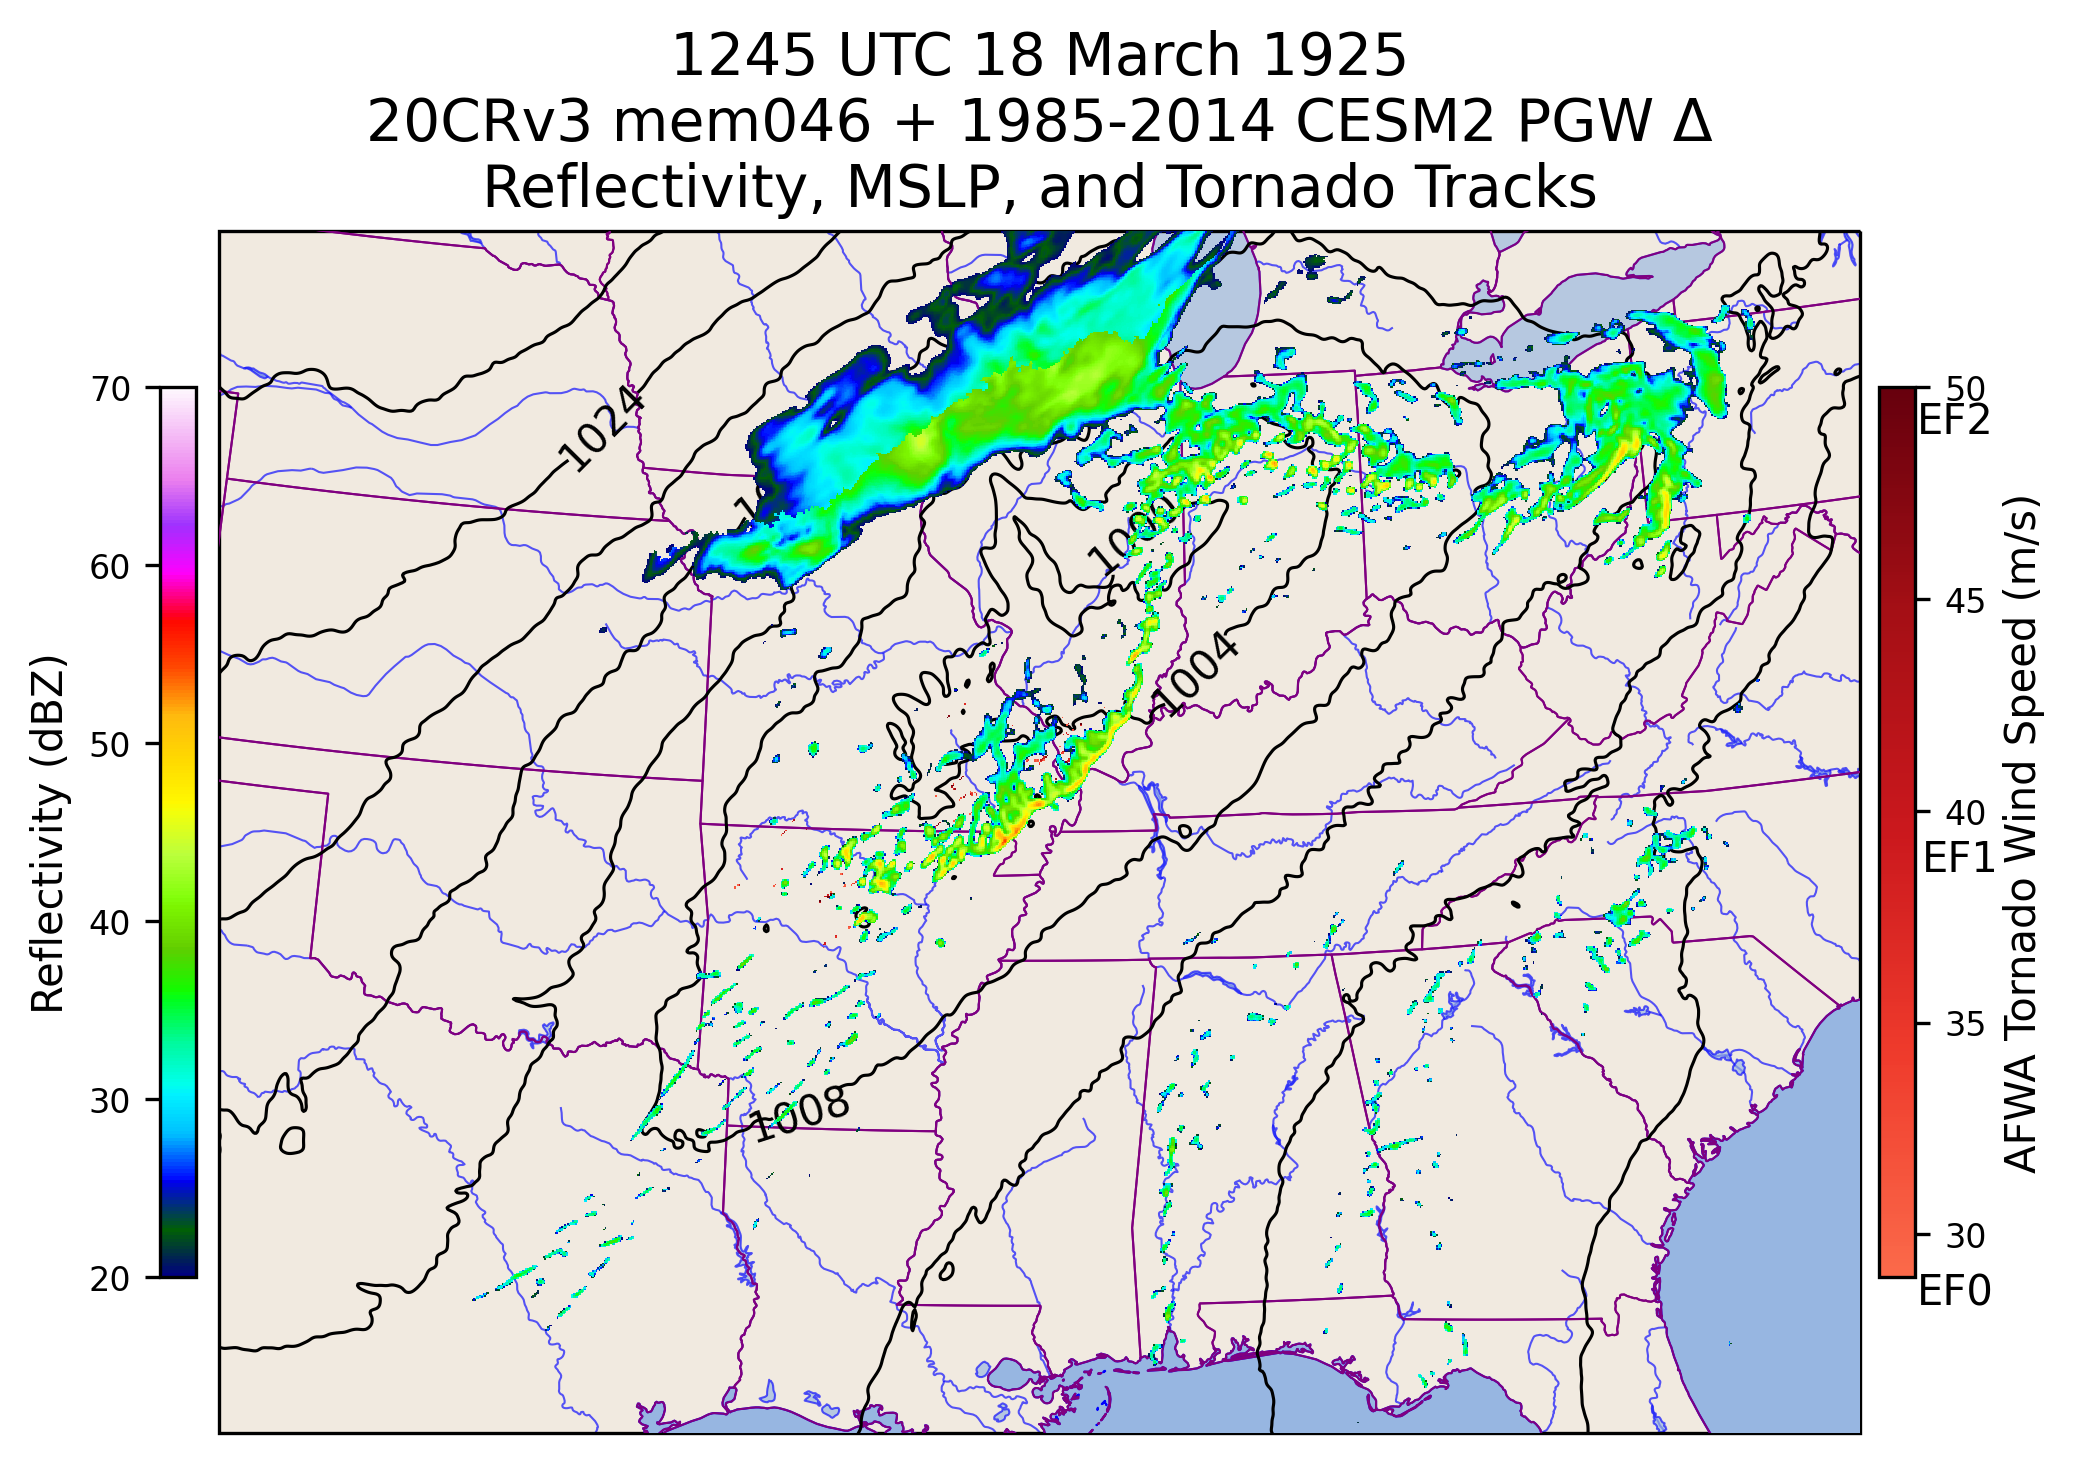 1245 UTC 18 March 1925
20CRv3 mem046 + 1985-2014 CESM2 PGW Δ
Reflectivity, MSLP, and Tornado Tracks
70
60
50
40
30
20
Reflectivity (dBZ)
1024
1000
1004
1008
50
EF2
45
40
EF1
35
30
EF0
AFWA Tornado Wind Speed (m/s)